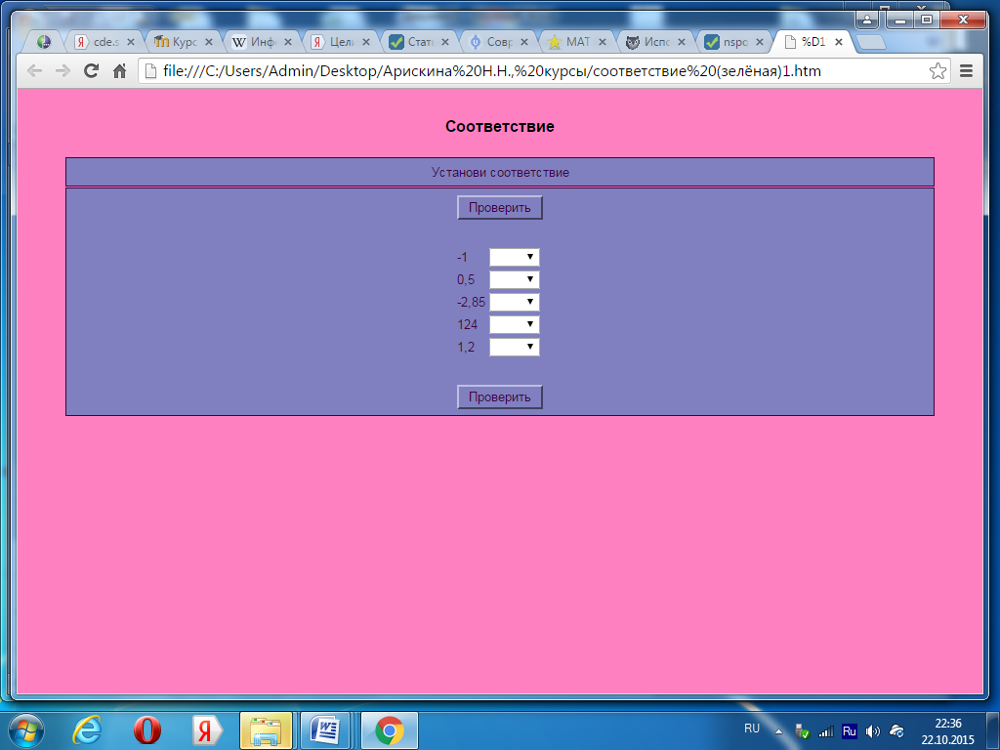 cde.s Курс Инф Цели Стат Совр МАТ Испо nspo %D1
file:///C:/Users/Admin/Desktop/Арискина%20Н.Н.,%20курсы/соответствие%20(зелёная)1.htm
Соответствие
Установи соответствие
Проверить
-1
0,5
-2,85
124
1,2
Проверить
RU Ru 22:36
22.10.2015